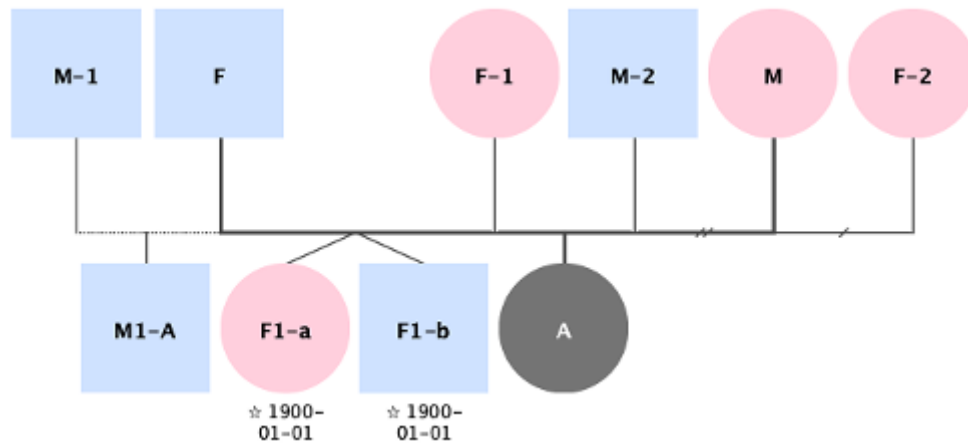 M-1
F
F-1
M-2
M
F-2
M1-A
F1-a
F1-b
A
☆ 1900-
01-01
☆ 1900-
01-01